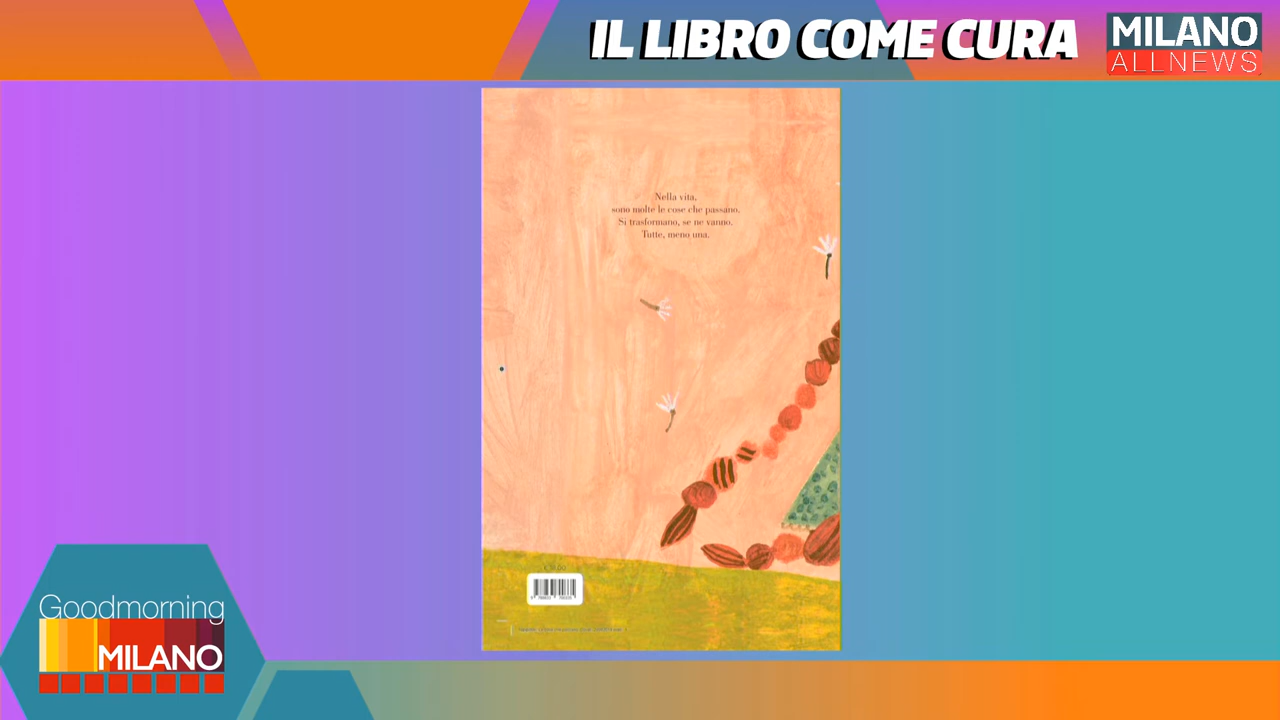 IL LIBRO COME CURA
MILANO
ALLNEWS
Nella vita,
sono molte le cose che passano.
Si trasformano, se ne vanno.
Tutte, meno una.
Goodmorning
MILANO